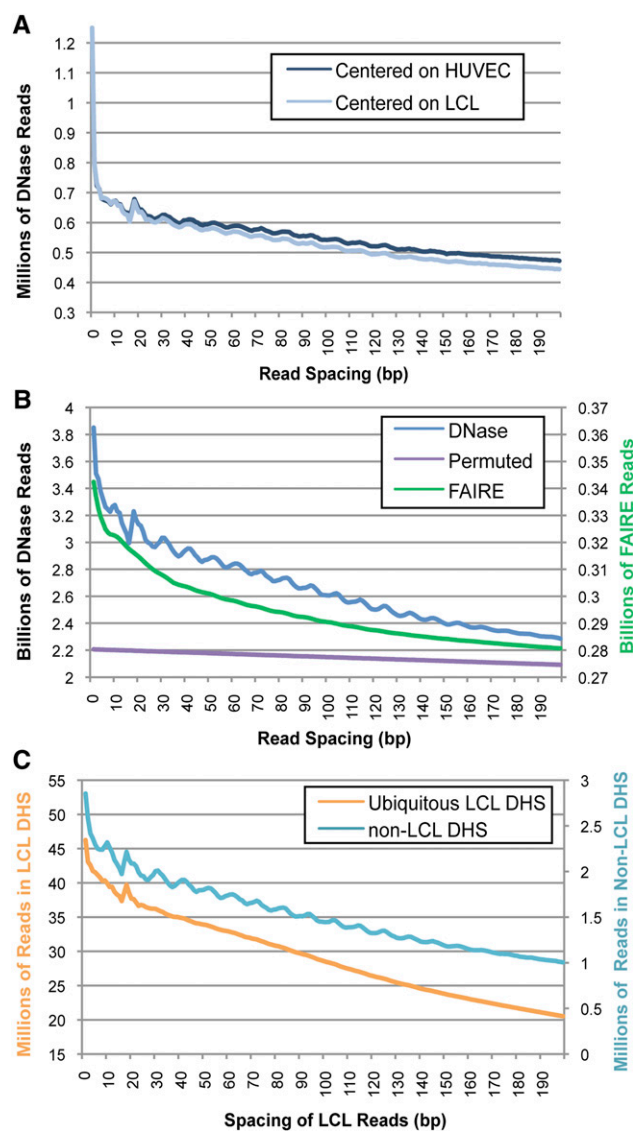 A
Millions of DNase Reads
1.2
1.1
1
0.9
0.8
0.7
0.6
0.5
0.4
0.3
Centered on HUVEC
Centered on LCL
0 10 20 30 40 50 60 70 80 90 100 110 120 130 140 150 160 170 180 190
Read Spacing (bp)
B
Billions of DNase Reads
4
3.8
3.6
3.4
3.2
3
2.8
2.6
2.4
2.2
2
DNase
Permuted
FAIRE
0.37
0.36
0.35
0.34
0.33
0.32
0.31
0.3
0.29
0.28
0.27
Billions of FAIRE Reads
0 10 20 30 40 50 60 70 80 90 100 110 120 130 140 150 160 170 180 190
Read Spacing (bp)
C
Millions of Reads in LCL DHS
55
50
45
40
35
30
25
20
15
Ubiquitous LCL DHS
non-LCL DHS
3
2.5
2
1.5
1
0.5
0
Millions of Reads in Non-LCL DHS
0 10 20 30 40 50 60 70 80 90 100 110 120 130 140 150 160 170 180 190
Spacing of LCL Reads (bp)